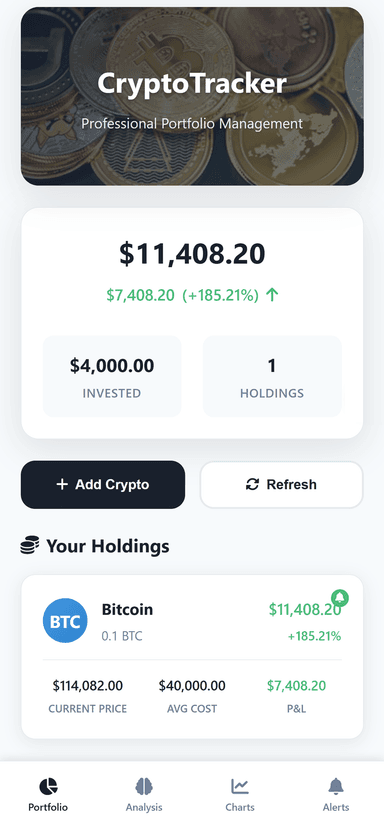 CryptoTracker
Professional Portfolio Management
$11,408.20
$7,408.20 (+185.21%)
$4,000.00
INVESTED
1
HOLDINGS
Add Crypto
Refresh
Your Holdings
BTC
Bitcoin
0.1 BTC
$11,408.20
+185.21%
$114,082.00
CURRENT PRICE
$40,000.00
AVG COST
$7,408.20
P&L
Portfolio
Analysis
Charts
Alerts